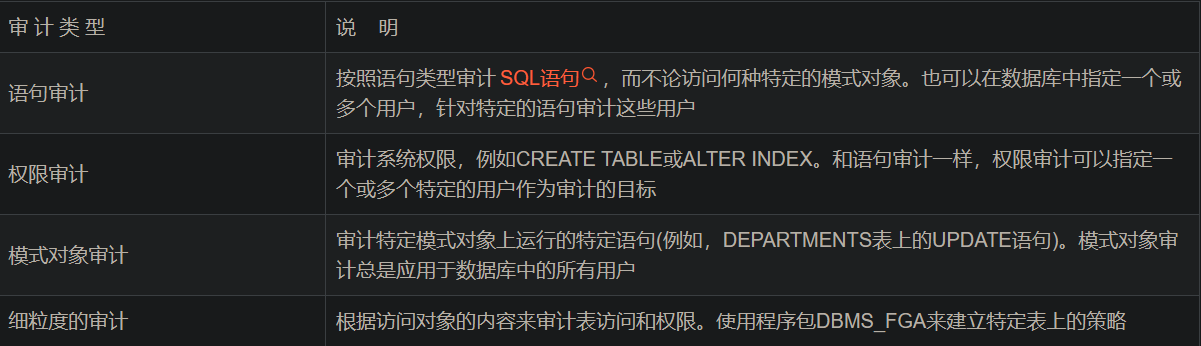 审 计 类 型
说 明
语句审计
按照语句类型审计 SQL语句，而不论访问何种特定的模式对象。也可以在数据库中指定一个或
多个用户，针对特定的语句审计这些用户
权限审计
审计系统权限，例如CREATE TABLE或ALTER INDEX。和语句审计一样，权限审计可以指定一
个或多个特定的用户作为审计的目标
模式对象审计
审计特定模式对象上运行的特定语句(例如，DEPARTMENTS表上的UPDATE语句)。模式对象审
计总是应用于数据库中的所有用户
细粒度的审计
根据访问对象的内容来审计表访问和权限。使用程序包DBMS_FGA来建立特定表上的策略